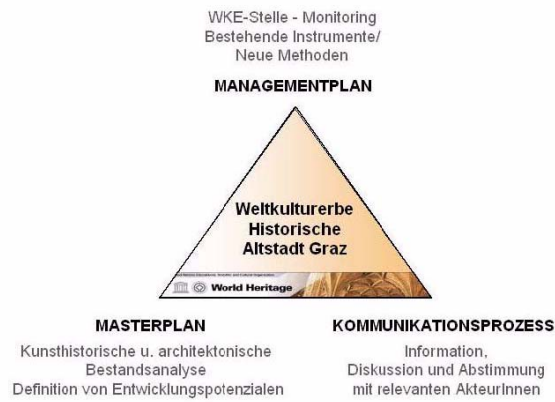 WKE-Stelle - Monitoring
Bestehende Instrumente/
Neue Methoden
MANAGEMENTPLAN
Weltkulturerbe
Historische
Altstadt Graz
World Heritage
MASTERPLAN
Kunsthistorische u. architektonische
Bestandsanalyse
Definition von Entwicklungspotenzialen
KOMMUNIKATIONSPROZESS
Information,
Diskussion und Abstimmung
mit relevanten AkteurInnen